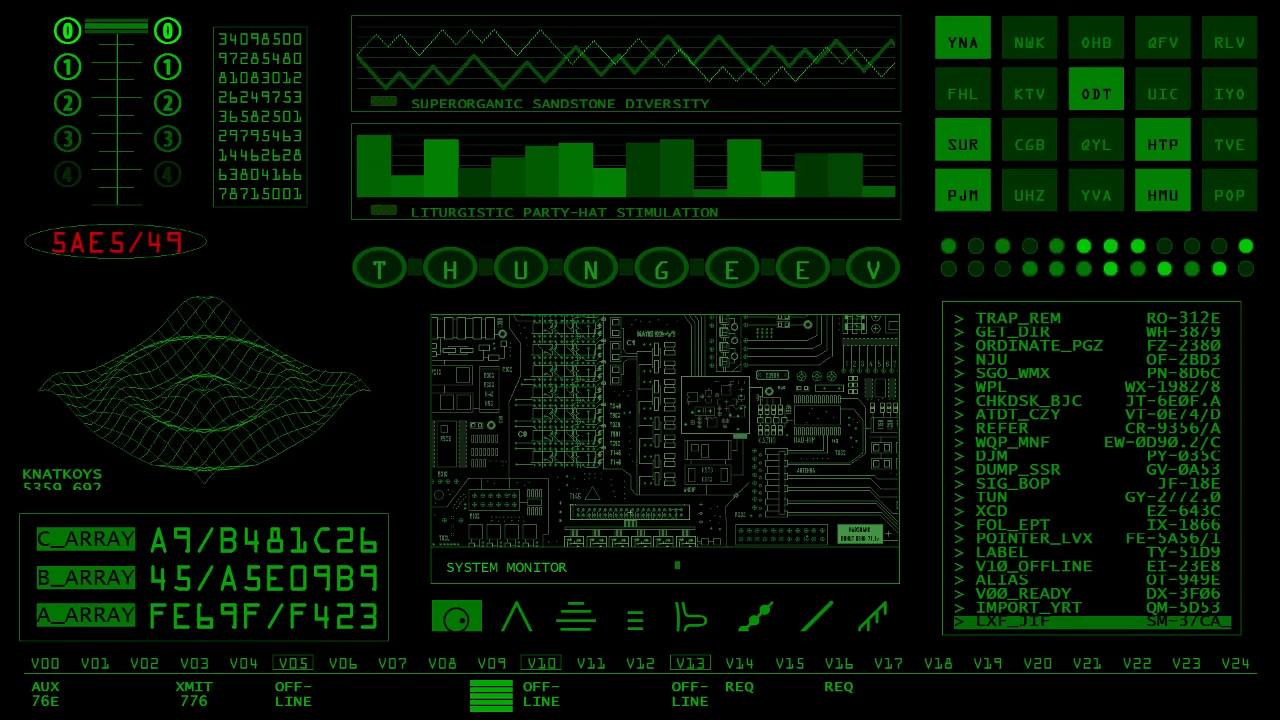 0 0
1 1
2 2
3 3
4 4
34098500
97285480
81083012
26249753
36582501
29795463
14462628
63804166
78715001
5AE5/49
SUPERORGANIC SANDSTONE DIVERSITY
LITURGISTIC PARTY-HAT STIMULATION
T H U N G E E V
YNA NWK OHB QFV RLV
FHL KTV ODT UIC IYO
SUR CGB QYL HTP TVE
PJM UHZ YVA HMU POP
KNATKOYS
5359 692
C_ARRAY A9/B481C26
B_ARRAY 45/A5E09B9
A_ARRAY FE69F/F423
SYSTEM MONITOR
> TRAP_REM RO-312E
> GET_DIR WH-3879
> ORDINATE_PGZ FZ-2380
> NJU OF-2BD3
> SGO_WMX PN-8D6C
> WPL WX-1982/8
> CHKDSK_BJC JT-6E0F.A
> ATDT_CZY VT-0E74/D
> REFER CR-9356/A
> WQP_MNF EW-0D90.2/C
> DJM PY-035C
> DUMP_SSR GV-0A53
> SIG_BOP JF-18E
> TUN GY-2772.0
> XCD EZ-643C
> FOL_EPT IX-1866
> POINTER_LVX FE-5A56/1
> LABEL TY-51D9
> V10_OFFLINE EI-23E8
> ALIAS OT-949E
> V00_READY DX-3F06
> IMPORT_YRT QM-5D53
> LXF_JIF SM-37CA
V00 V01 V02 V03 V04 V05 V06 V07 V08 V09 V10 V11 V12 V13 V14 V15 V16 V17 V18 V19 V20 V21 V22 V23 V24
AUX XMIT OFF- OFF- OFF- REQ REQ
76E 776 LINE LINE LINE